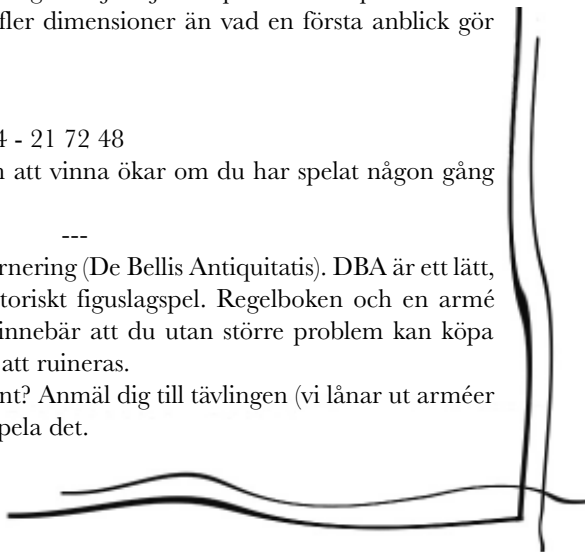 fler dimensioner än vad en första anblick gör
4 - 21 72 48
att vinna ökar om du har spelat någon gång
---
rnering (De Bellis Antiquitatis). DBA är ett lätt,
toriskt figuslagspel. Regelboken och en armé
innebär att du utan större problem kan köpa
att ruineras.
nt? Anmäl dig till tävlingen (vi lånar ut arméer
pela det.